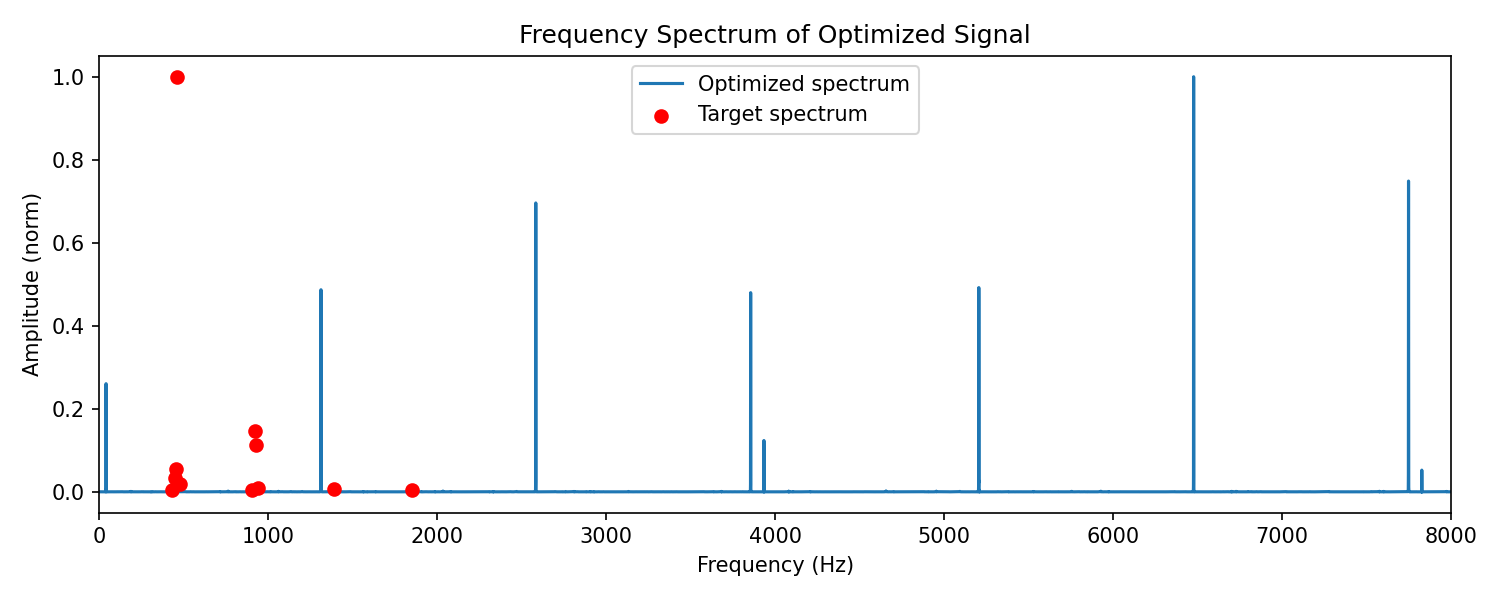 Frequency Spectrum of Optimized Signal
Optimized spectrum
Target spectrum
Amplitude (norm)
1.0
0.8
0.6
0.4
0.2
0.0
0 1000 2000 3000 4000 5000 6000 7000 8000
Frequency (Hz)